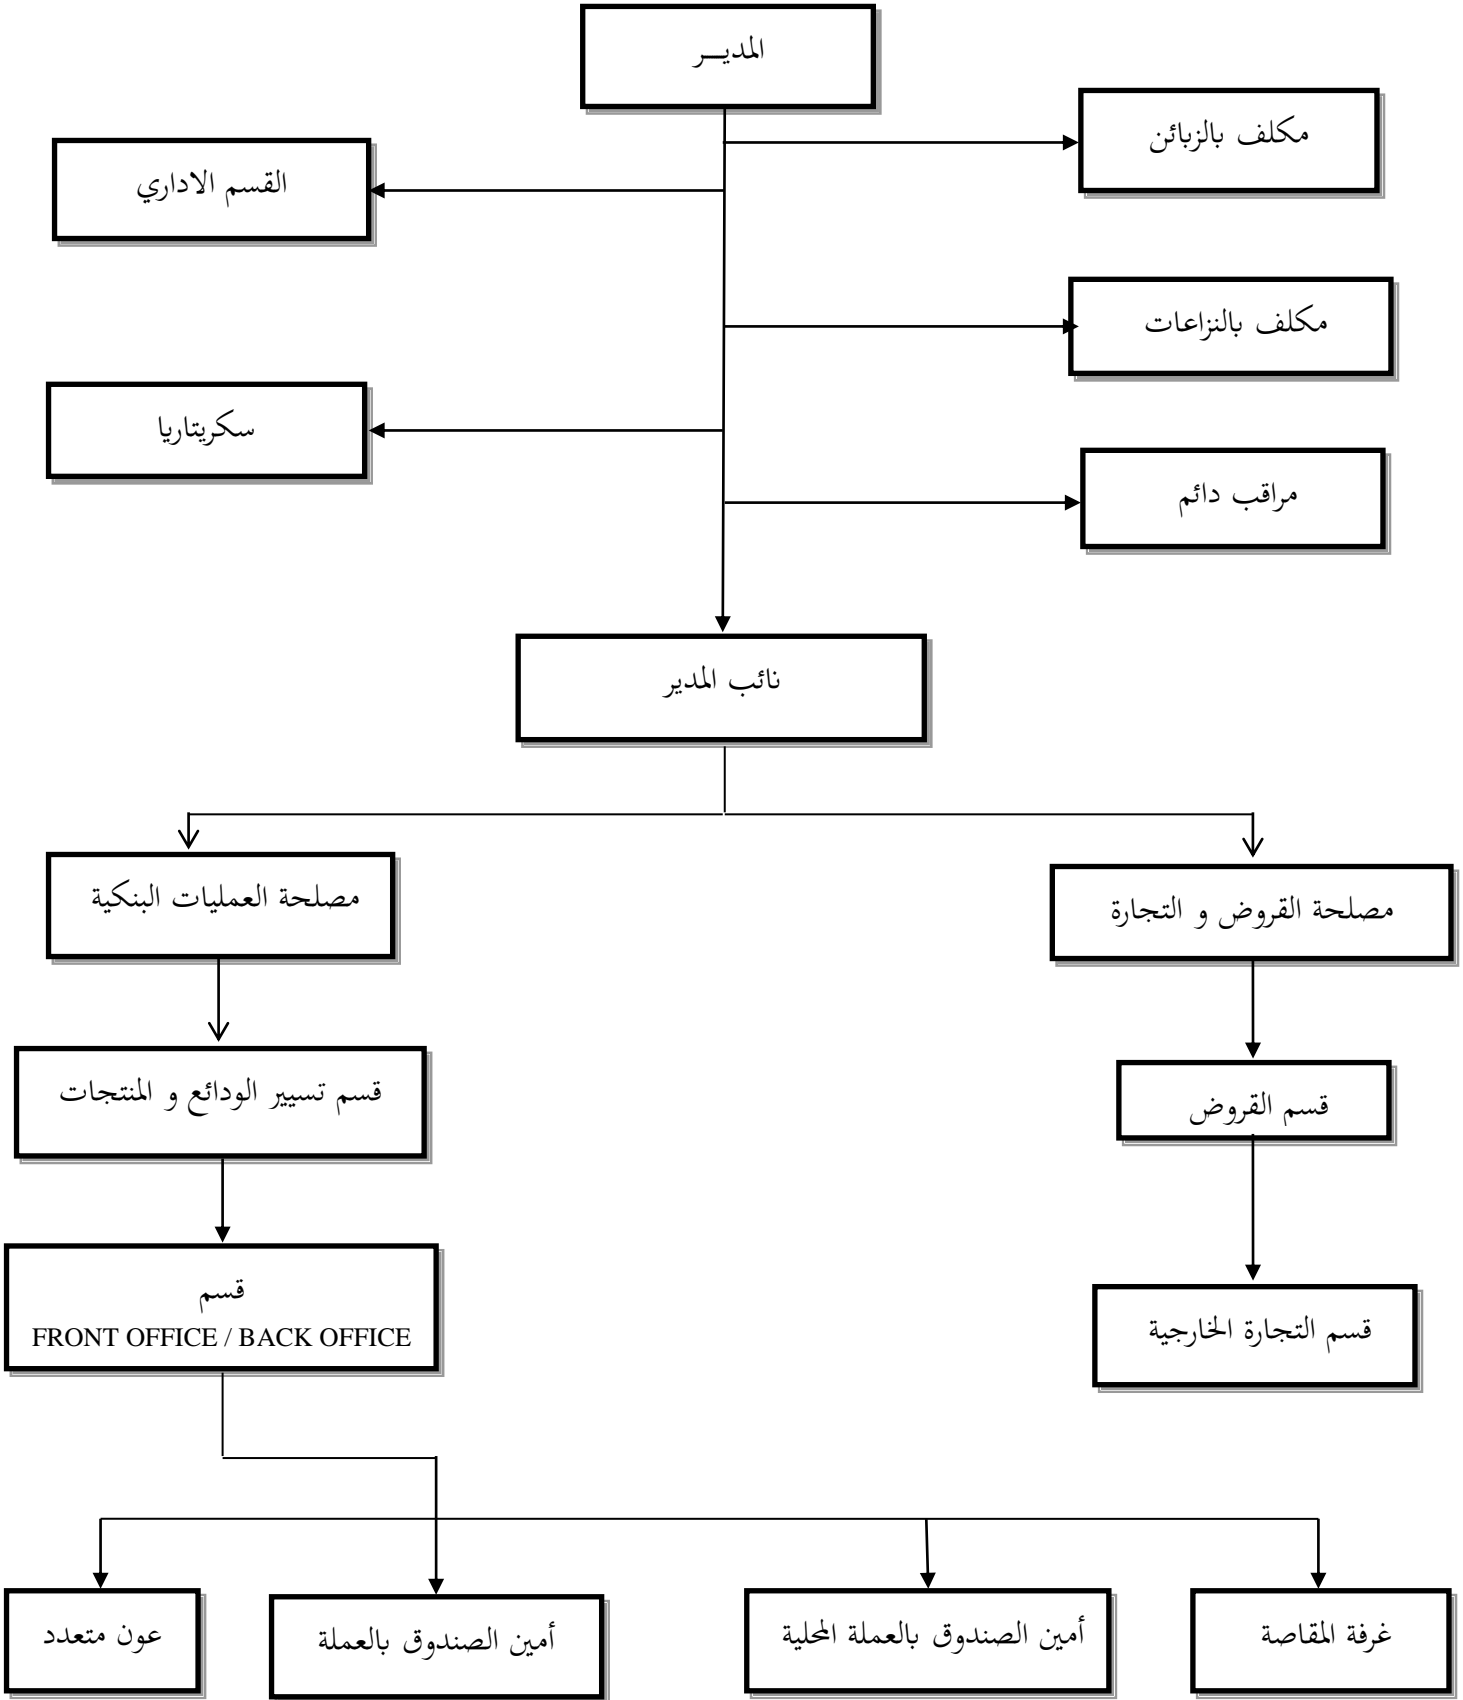 المديـــر
مكلف بالزبائن
القسم الاداري
مكلف بالنزاعات
سكريتاريا
مراقب دائم
نائب المدير
مصلحة القروض و التجارة
مصلحة العمليات البنكية
قسم القروض
قسم تسيير الودائع و المنتجات
قسم التجارة الخارجية
قسم
FRONT OFFICE / BACK OFFICE
غرفة المقاصة
أمين الصندوق بالعملة المحلية
أمين الصندوق بالعملة
عون متعدد